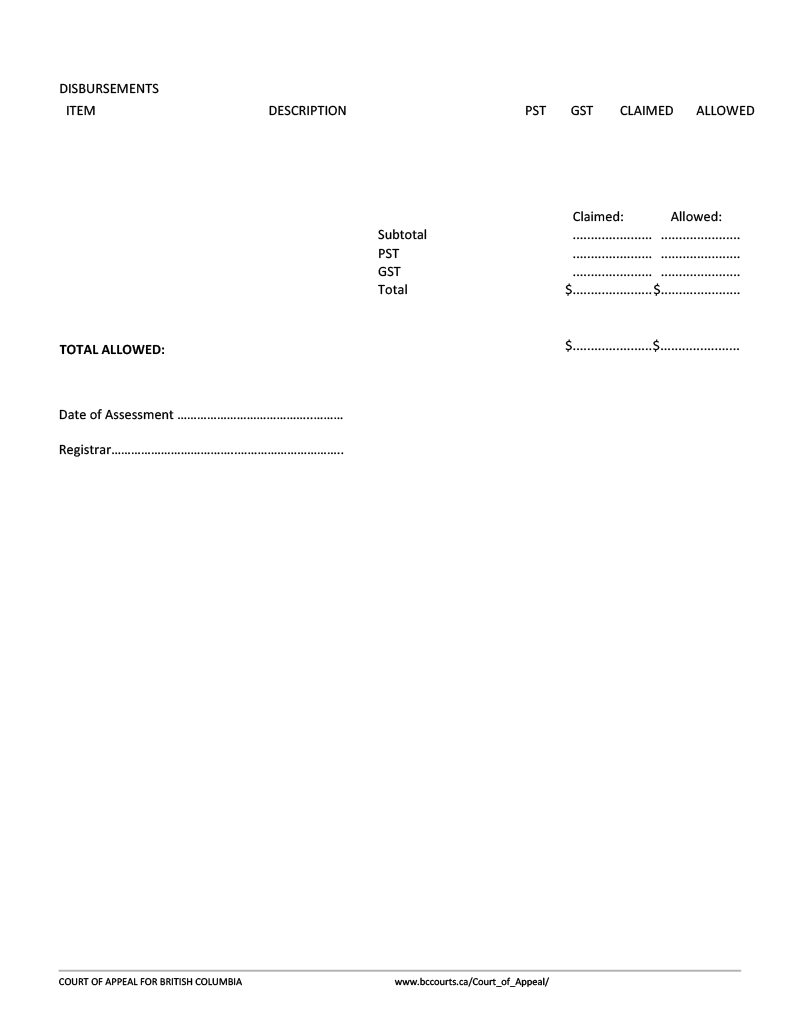 DISBURSEMENTS
ITEM DESCRIPTION PST GST CLAIMED ALLOWED
Claimed: Allowed:
Subtotal ...................... ......................
PST ...................... ......................
GST ...................... ......................
Total $......................$......................
TOTAL ALLOWED: $......................$......................
Date of Assessment ……………………………………..………
Registrar……………………………….…………………………..
COURT OF APPEAL FOR BRITISH COLUMBIA www.bccourts.ca/Court_of_Appeal/